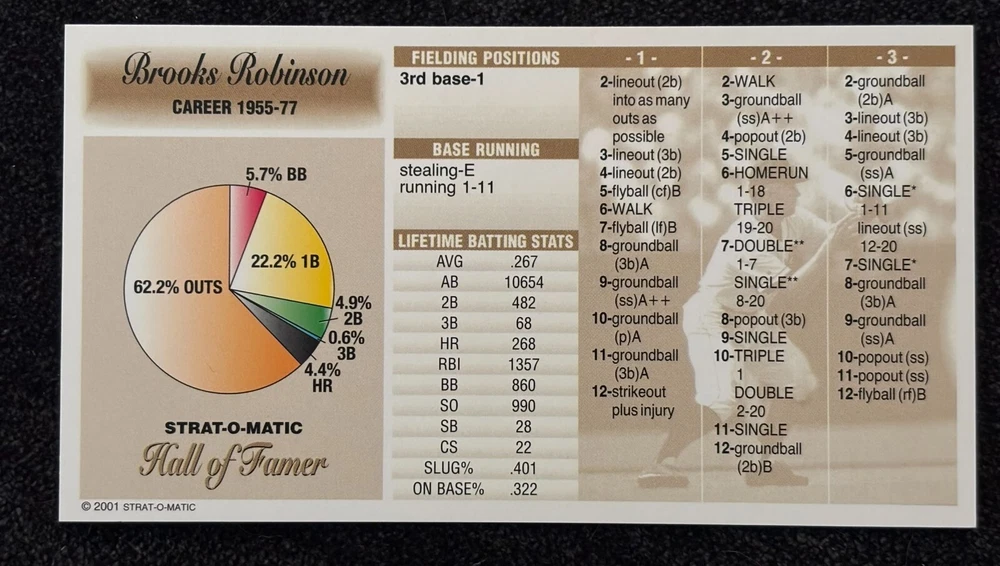 Brooks Robinson
CAREER 1955-77
5.7% BB
22.2% 1B
62.2% OUTS
4.9%
2B
0.6%
3B
4.4%
HR
STRAT-O-MATIC
Hall of Famer
© 2001 STRAT-O-MATIC
FIELDING POSITIONS
3rd base-1
BASE RUNNING
stealing-E
running 1-11
LIFETIME BATTING STATS
AVG .267
AB 10654
2B 482
3B 68
HR 268
RBI 1357
BB 860
SO 990
SB 28
CS 22
SLUG% .401
ON BASE% .322
- 1 -
2-lineout (2b)
into as many
outs as
possible
3-lineout (3b)
4-lineout (2b)
5-flyball (cf)B
6-WALK
7-flyball (lf)B
8-groundball
(3b)A
9-groundball
(ss)A++
10-groundball
(p)A
11-groundball
(3b)A
12-strikeout
plus injury
- 2 -
2-WALK
3-groundball
(ss)A++
4-popout (2b)
5-SINGLE
6-HOMERUN
1-18
TRIPLE
19-20
7-DOUBLE**
1-7
SINGLE**
8-20
8-popout (3b)
9-SINGLE
10-TRIPLE
1
DOUBLE
2-20
11-SINGLE
12-groundball
(2b)B
- 3 -
2-groundball
(2b)A
3-lineout (3b)
4-lineout (3b)
5-groundball
(ss)A
6-SINGLE*
1-11
lineout (ss)
12-20
7-SINGLE*
8-groundball
(3b)A
9-groundball
(ss)A
10-popout (ss)
11-popout (ss)
12-flyball (rf)B